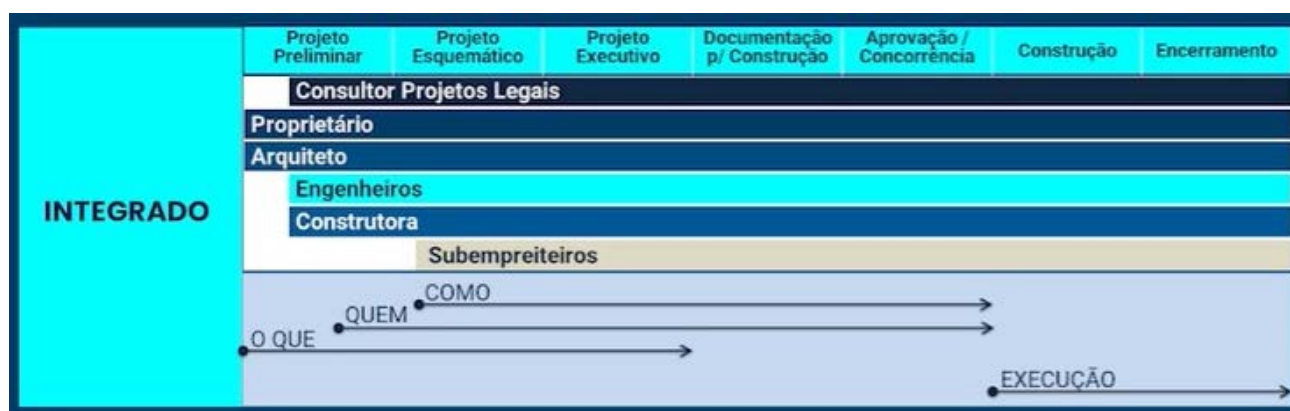 INTEGRADO
Projeto
Preliminar
Projeto
Esquemático
Projeto
Executivo
Documentação
p/ Construção
Aprovação /
Concorrência
Construção
Encerramento
Consultor Projetos Legais
Proprietário
Arquiteto
Engenheiros
Construtora
Subempreiteiros
COMO
QUEM
O QUE
EXECUÇÃO